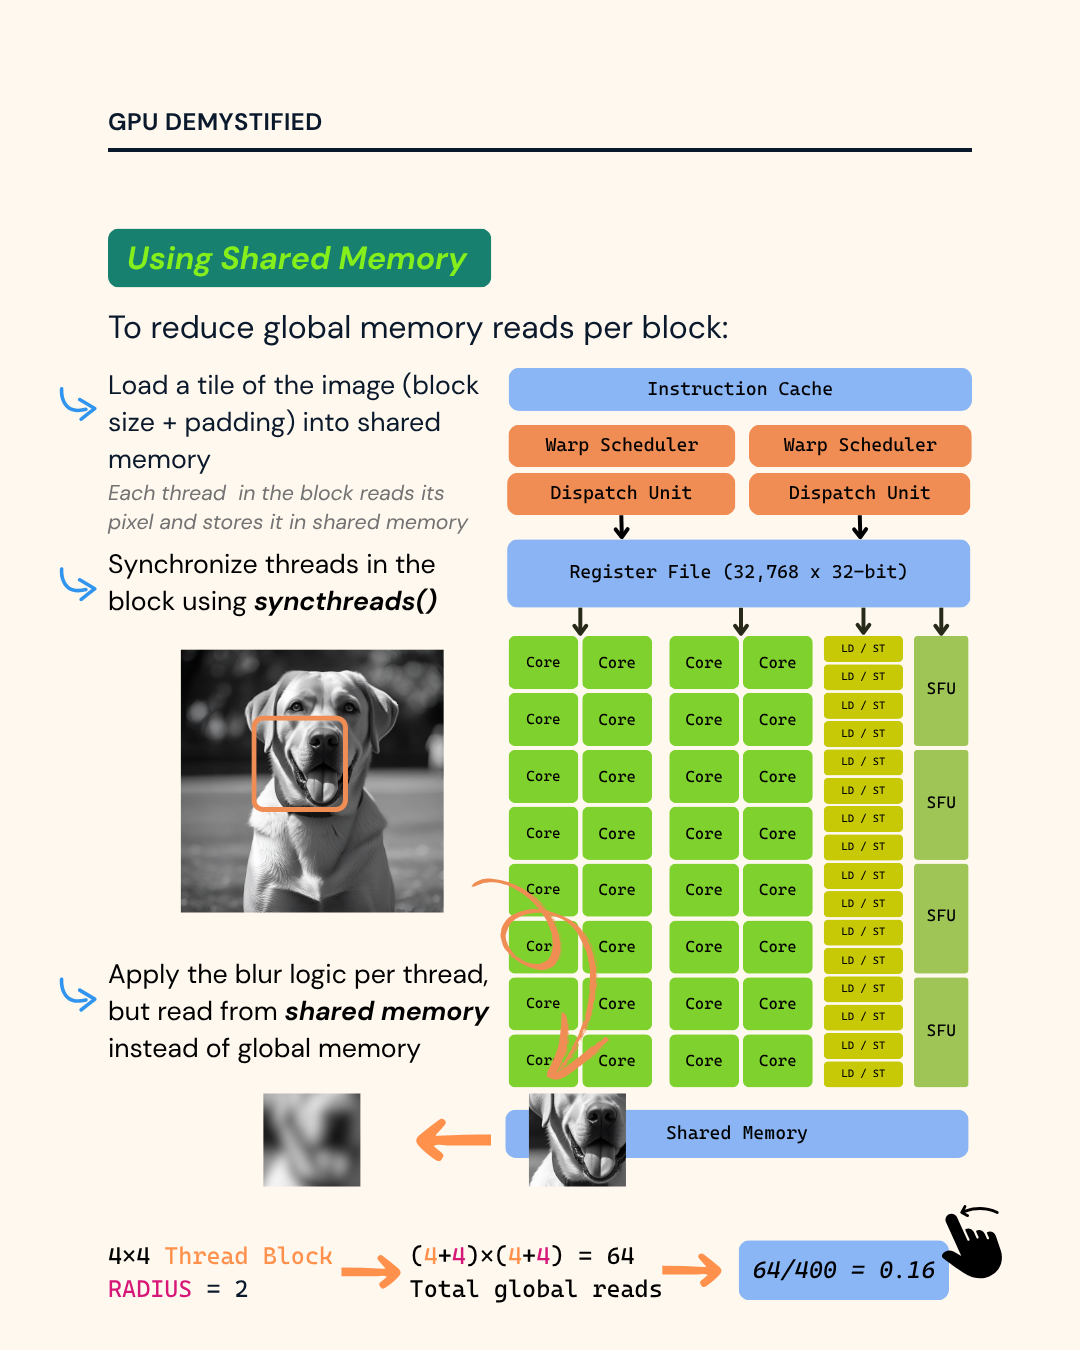 GPU DEMYSTIFIED
Using Shared Memory
To reduce global memory reads per block:
Load a tile of the image (block
size + padding) into shared
memory
Each thread in the block reads its
pixel and stores it in shared memory
Synchronize threads in the
block using syncthreads()
Apply the blur logic per thread,
but read from shared memory
instead of global memory
Instruction Cache
Warp Scheduler Warp Scheduler
Dispatch Unit Dispatch Unit
Register File (32,768 x 32-bit)
Core Core Core Core LD / ST SFU
LD / ST
Core Core Core Core LD / ST
LD / ST
Core Core Core Core LD / ST SFU
LD / ST
Core Core Core Core LD / ST
LD / ST
Core Core Core Core LD / ST SFU
LD / ST
Core Core Core Core LD / ST
LD / ST
Core Core Core Core LD / ST SFU
LD / ST
Core Core Core Core LD / ST
LD / ST
Shared Memory
4×4 Thread Block
RADIUS = 2
(4+4)×(4+4) = 64
Total global reads
64/400 = 0.16